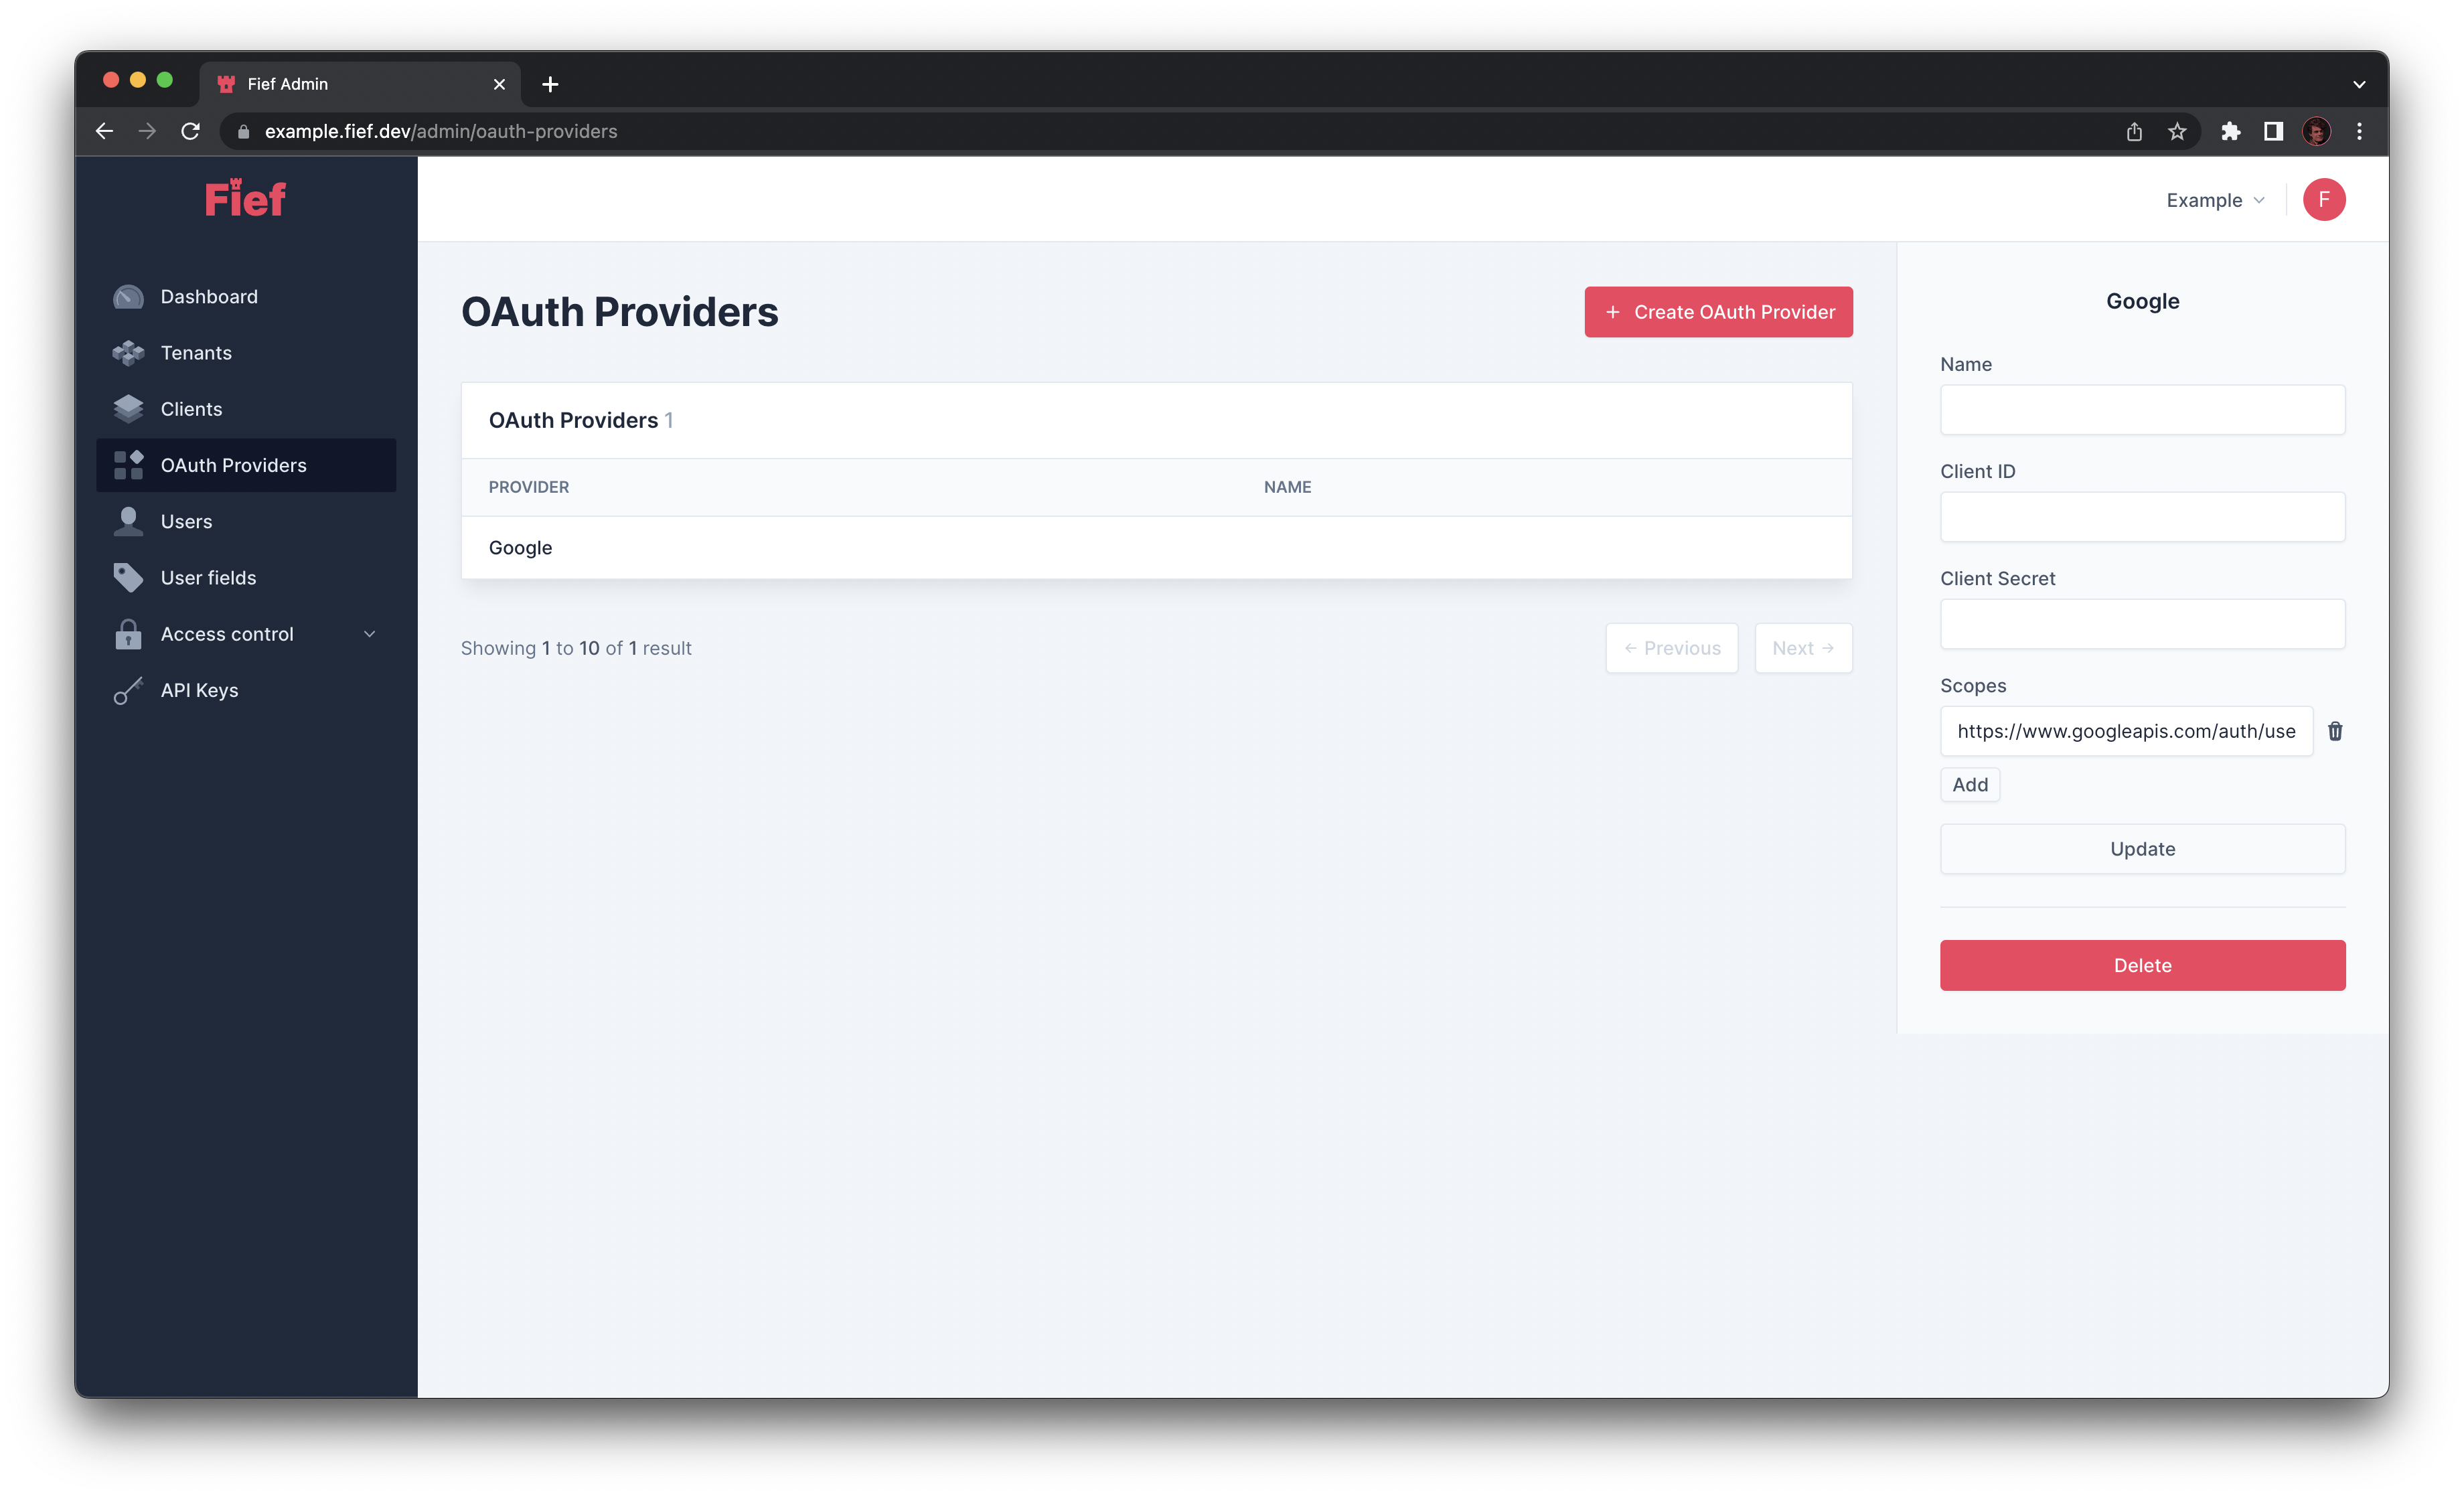 Fief Admin
example.fief.dev/admin/oauth-providers
Fief
Example
F
Dashboard
Tenants
Clients
OAuth Providers
Users
User fields
Access control
API Keys
OAuth Providers
+ Create OAuth Provider
OAuth Providers 1
PROVIDER NAME
Google
Showing 1 to 10 of 1 result
← Previous
Next →
Google
Name
Client ID
Client Secret
Scopes
https://www.googleapis.com/auth/use
Add
Update
Delete